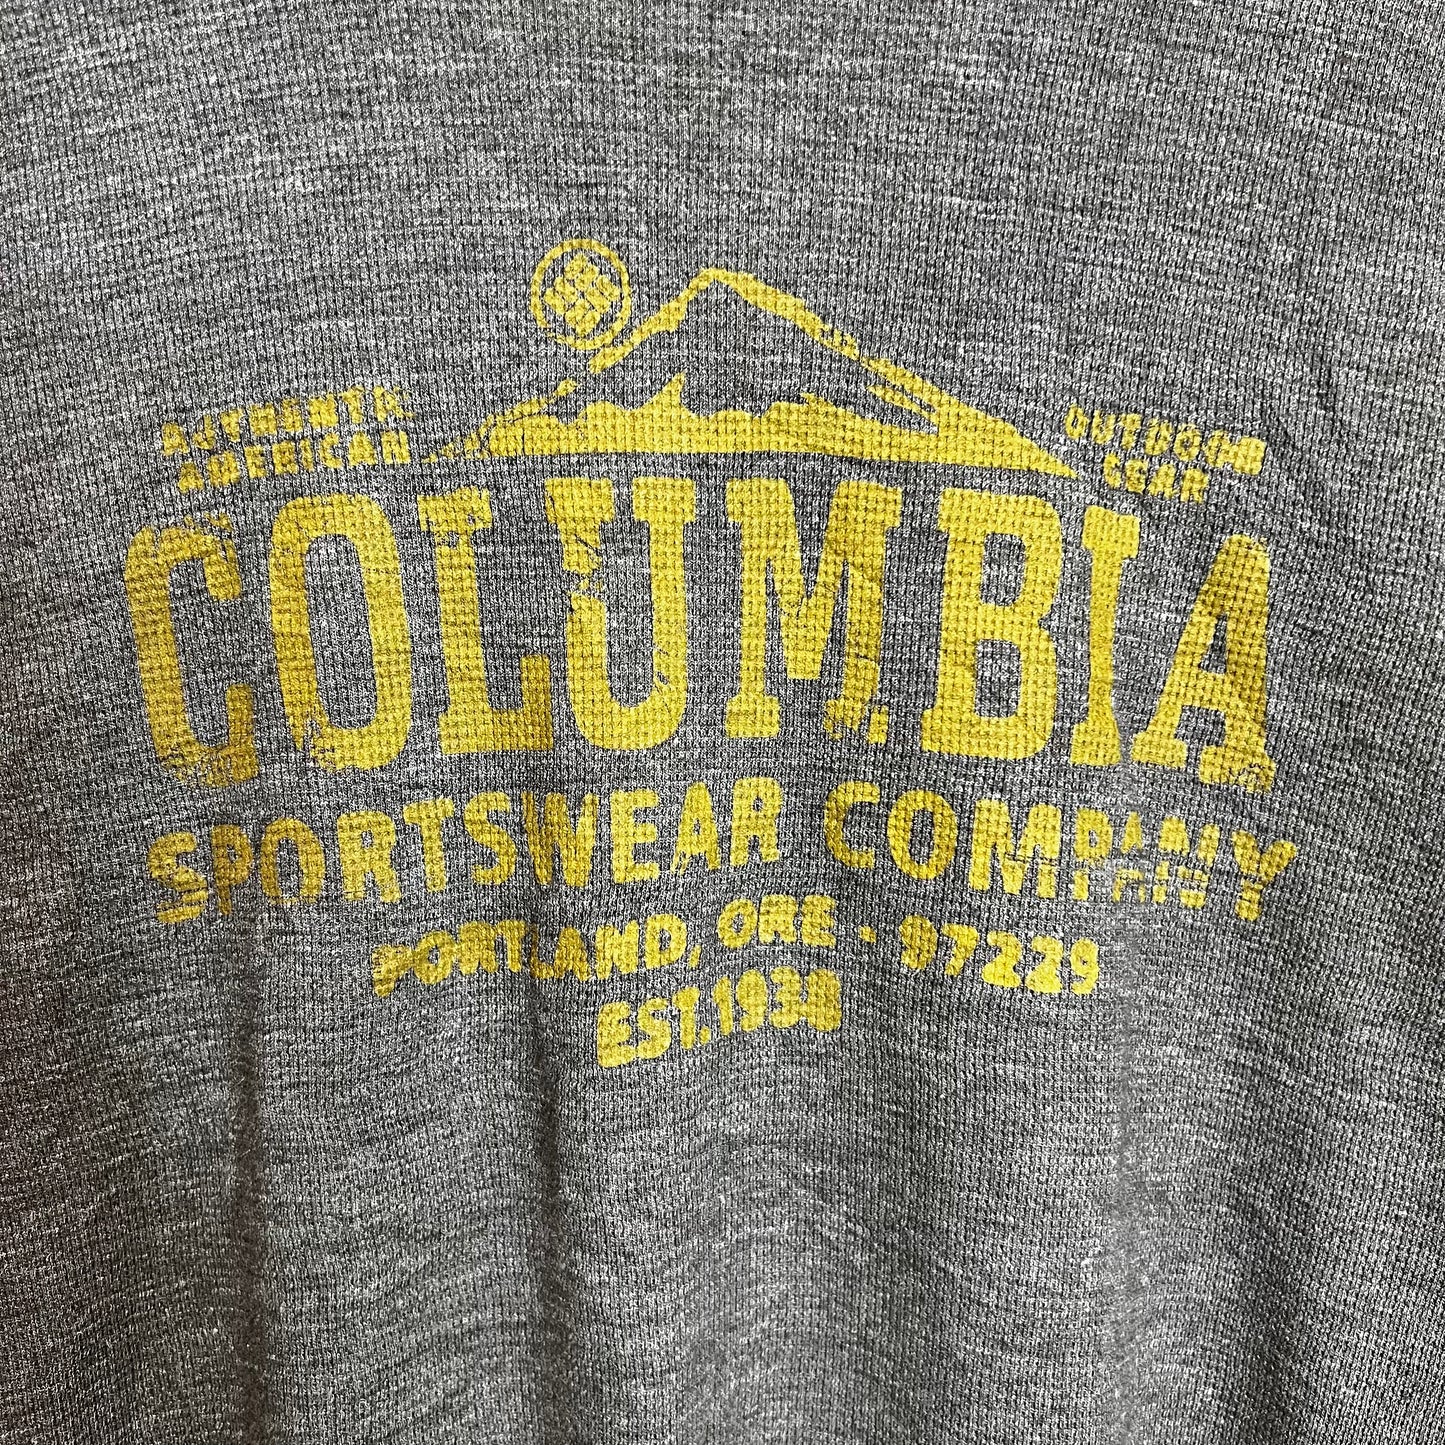 AUTHENTIC
AMERICAN
OUTDOOR
GEAR
COLUMBIA
SPORTSWEAR COMPANY
PORTLAND, ORE · 97229
EST. 1938